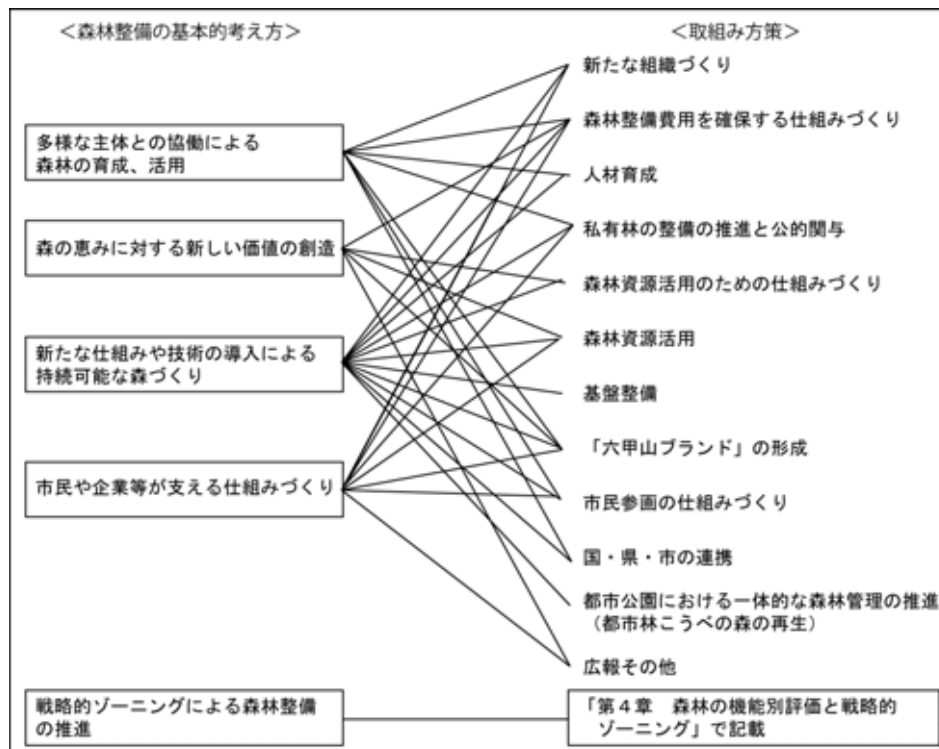 ＜森林整備の基本的考え方＞
＜取組み方策＞
多様な主体との協働による
森林の育成、活用
森の恵みに対する新しい価値の創造
新たな仕組みや技術の導入による
持続可能な森づくり
市民や企業等が支える仕組みづくり
戦略的ゾーニングによる森林整備
の推進
新たな組織づくり
森林整備費用を確保する仕組みづくり
人材育成
私有林の整備の推進と公的関与
森林資源活用のための仕組みづくり
森林資源活用
基盤整備
「六甲山ブランド」の形成
市民参画の仕組みづくり
国・県・市の連携
都市公園における一体的な森林管理の推進
（都市林こうべの森の再生）
広報その他
「第４章　森林の機能別評価と戦略的
ゾーニング」で記載